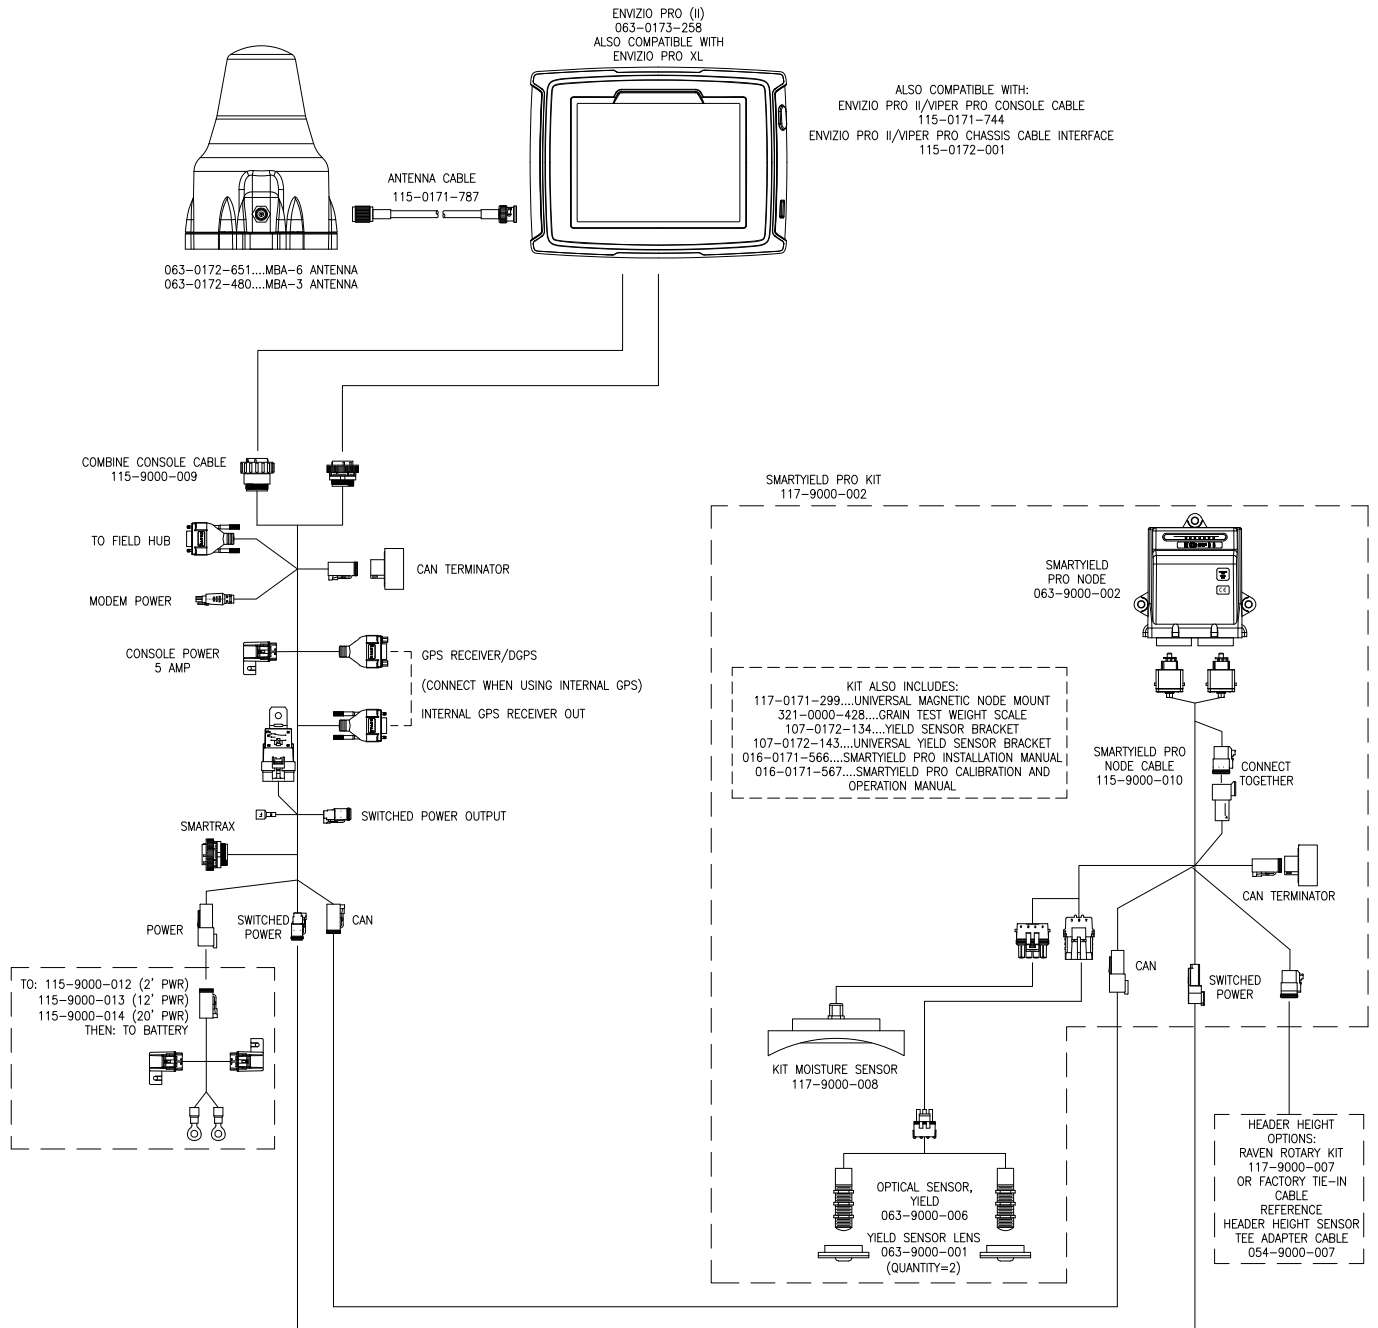 ENVIZIO PRO (II)
063-0173-258
ALSO COMPATIBLE WITH
ENVIZIO PRO XL
ALSO COMPATIBLE WITH:
ENVIZIO PRO II/VIPER PRO CONSOLE CABLE
115-0171-744
ENVIZIO PRO II/VIPER PRO CHASSIS CABLE INTERFACE
115-0172-001
ANTENNA CABLE
115-0171-787
063-0172-651....MBA-6 ANTENNA
063-0172-480....MBA-3 ANTENNA
COMBINE CONSOLE CABLE
115-9000-009
TO FIELD HUB
CAN TERMINATOR
MODEM POWER
CONSOLE POWER
5 AMP
GPS RECEIVER/DGPS
(CONNECT WHEN USING INTERNAL GPS)
INTERNAL GPS RECEIVER OUT
SWITCHED POWER OUTPUT
SMARTRAX
POWER
SWITCHED
POWER
CAN
TO: 115-9000-012 (2' PWR)
115-9000-013 (12' PWR)
115-9000-014 (20' PWR)
THEN: TO BATTERY
SMARTYIELD PRO KIT
117-9000-002
SMARTYIELD
PRO NODE
063-9000-002
KIT ALSO INCLUDES:
117-0171-299....UNIVERSAL MAGNETIC NODE MOUNT
321-0000-428....GRAIN TEST WEIGHT SCALE
107-0172-134....YIELD SENSOR BRACKET
107-0172-143....UNIVERSAL YIELD SENSOR BRACKET
016-0171-566....SMARTYIELD PRO INSTALLATION MANUAL
016-0171-567....SMARTYIELD PRO CALIBRATION AND
OPERATION MANUAL
SMARTYIELD PRO
NODE CABLE
115-9000-010
CONNECT
TOGETHER
CAN TERMINATOR
CAN
SWITCHED
POWER
KIT MOISTURE SENSOR
117-9000-008
OPTICAL SENSOR,
YIELD
063-9000-006
YIELD SENSOR LENS
063-9000-001
(QUANTITY=2)
HEADER HEIGHT
OPTIONS:
RAVEN ROTARY KIT
117-9000-007
OR FACTORY TIE-IN
CABLE
REFERENCE
HEADER HEIGHT SENSOR
TEE ADAPTER CABLE
054-9000-007